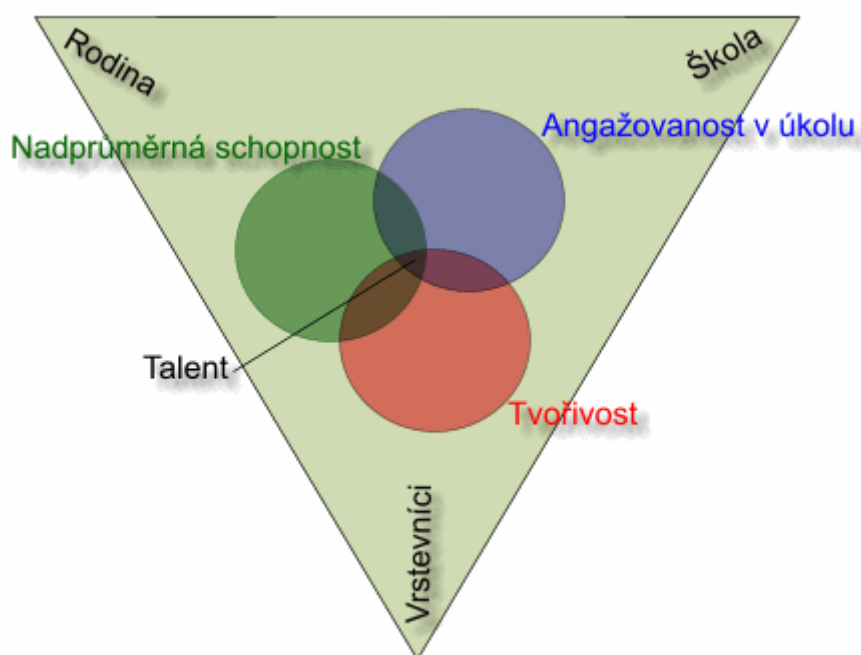 Rodina
Škola
Angažovanost v úkolu
Nadprůměrná schopnost
Talent
Tvořivost
Vrstevníci